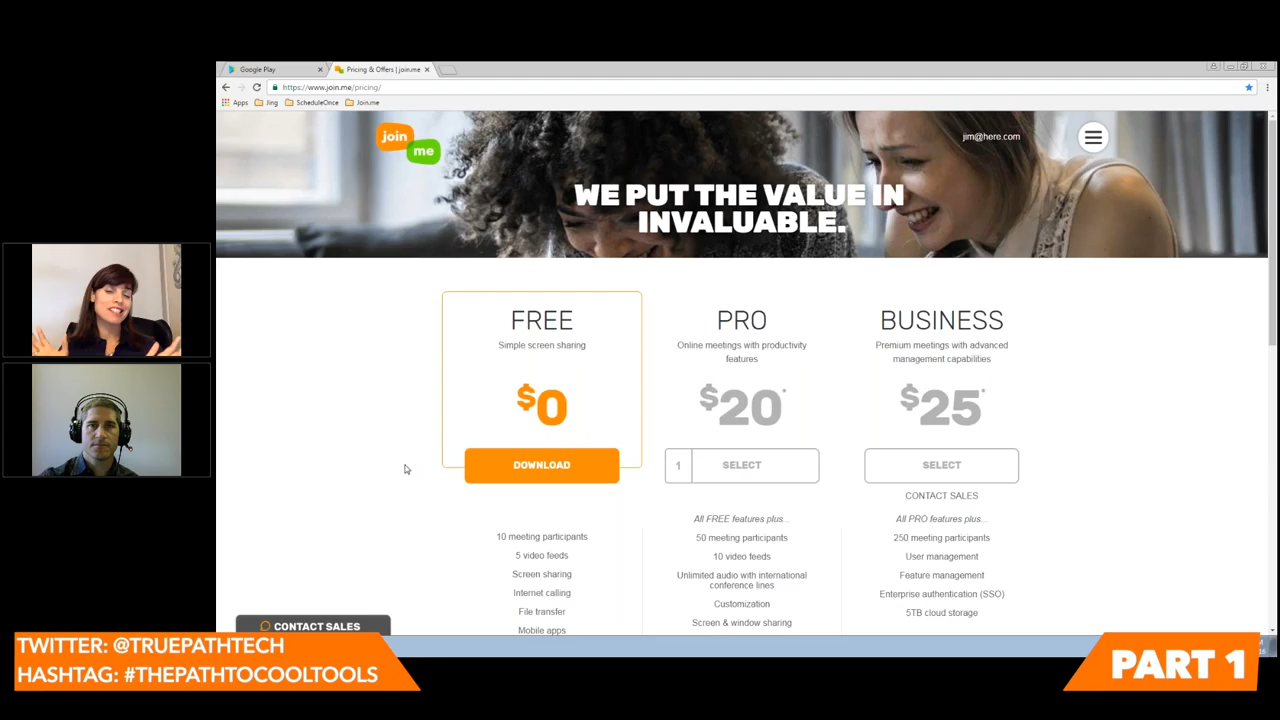 Google Play
Pricing & Offers | join.me
https://www.join.me/pricing/
Apps
Jing
ScheduleOnce
Join.me
join
me
jim@here.com
WE PUT THE VALUE IN
INVALUABLE.
FREE
Simple screen sharing
$0
DOWNLOAD
10 meeting participants
5 video feeds
Screen sharing
Internet calling
File transfer
Mobile apps
PRO
Online meetings with productivity
features
$20*
1
SELECT
All FREE features plus...
50 meeting participants
10 video feeds
Unlimited audio with international
conference lines
Customization
Screen & window sharing
BUSINESS
Premium meetings with advanced
management capabilities
$25*
SELECT
CONTACT SALES
All PRO features plus...
250 meeting participants
User management
Feature management
Enterprise authentication (SSO)
5TB cloud storage
CONTACT SALES
TWITTER: @TRUEPATHTECH
HASHTAG: #THEPATHTOCOOLTOOLS
PART 1